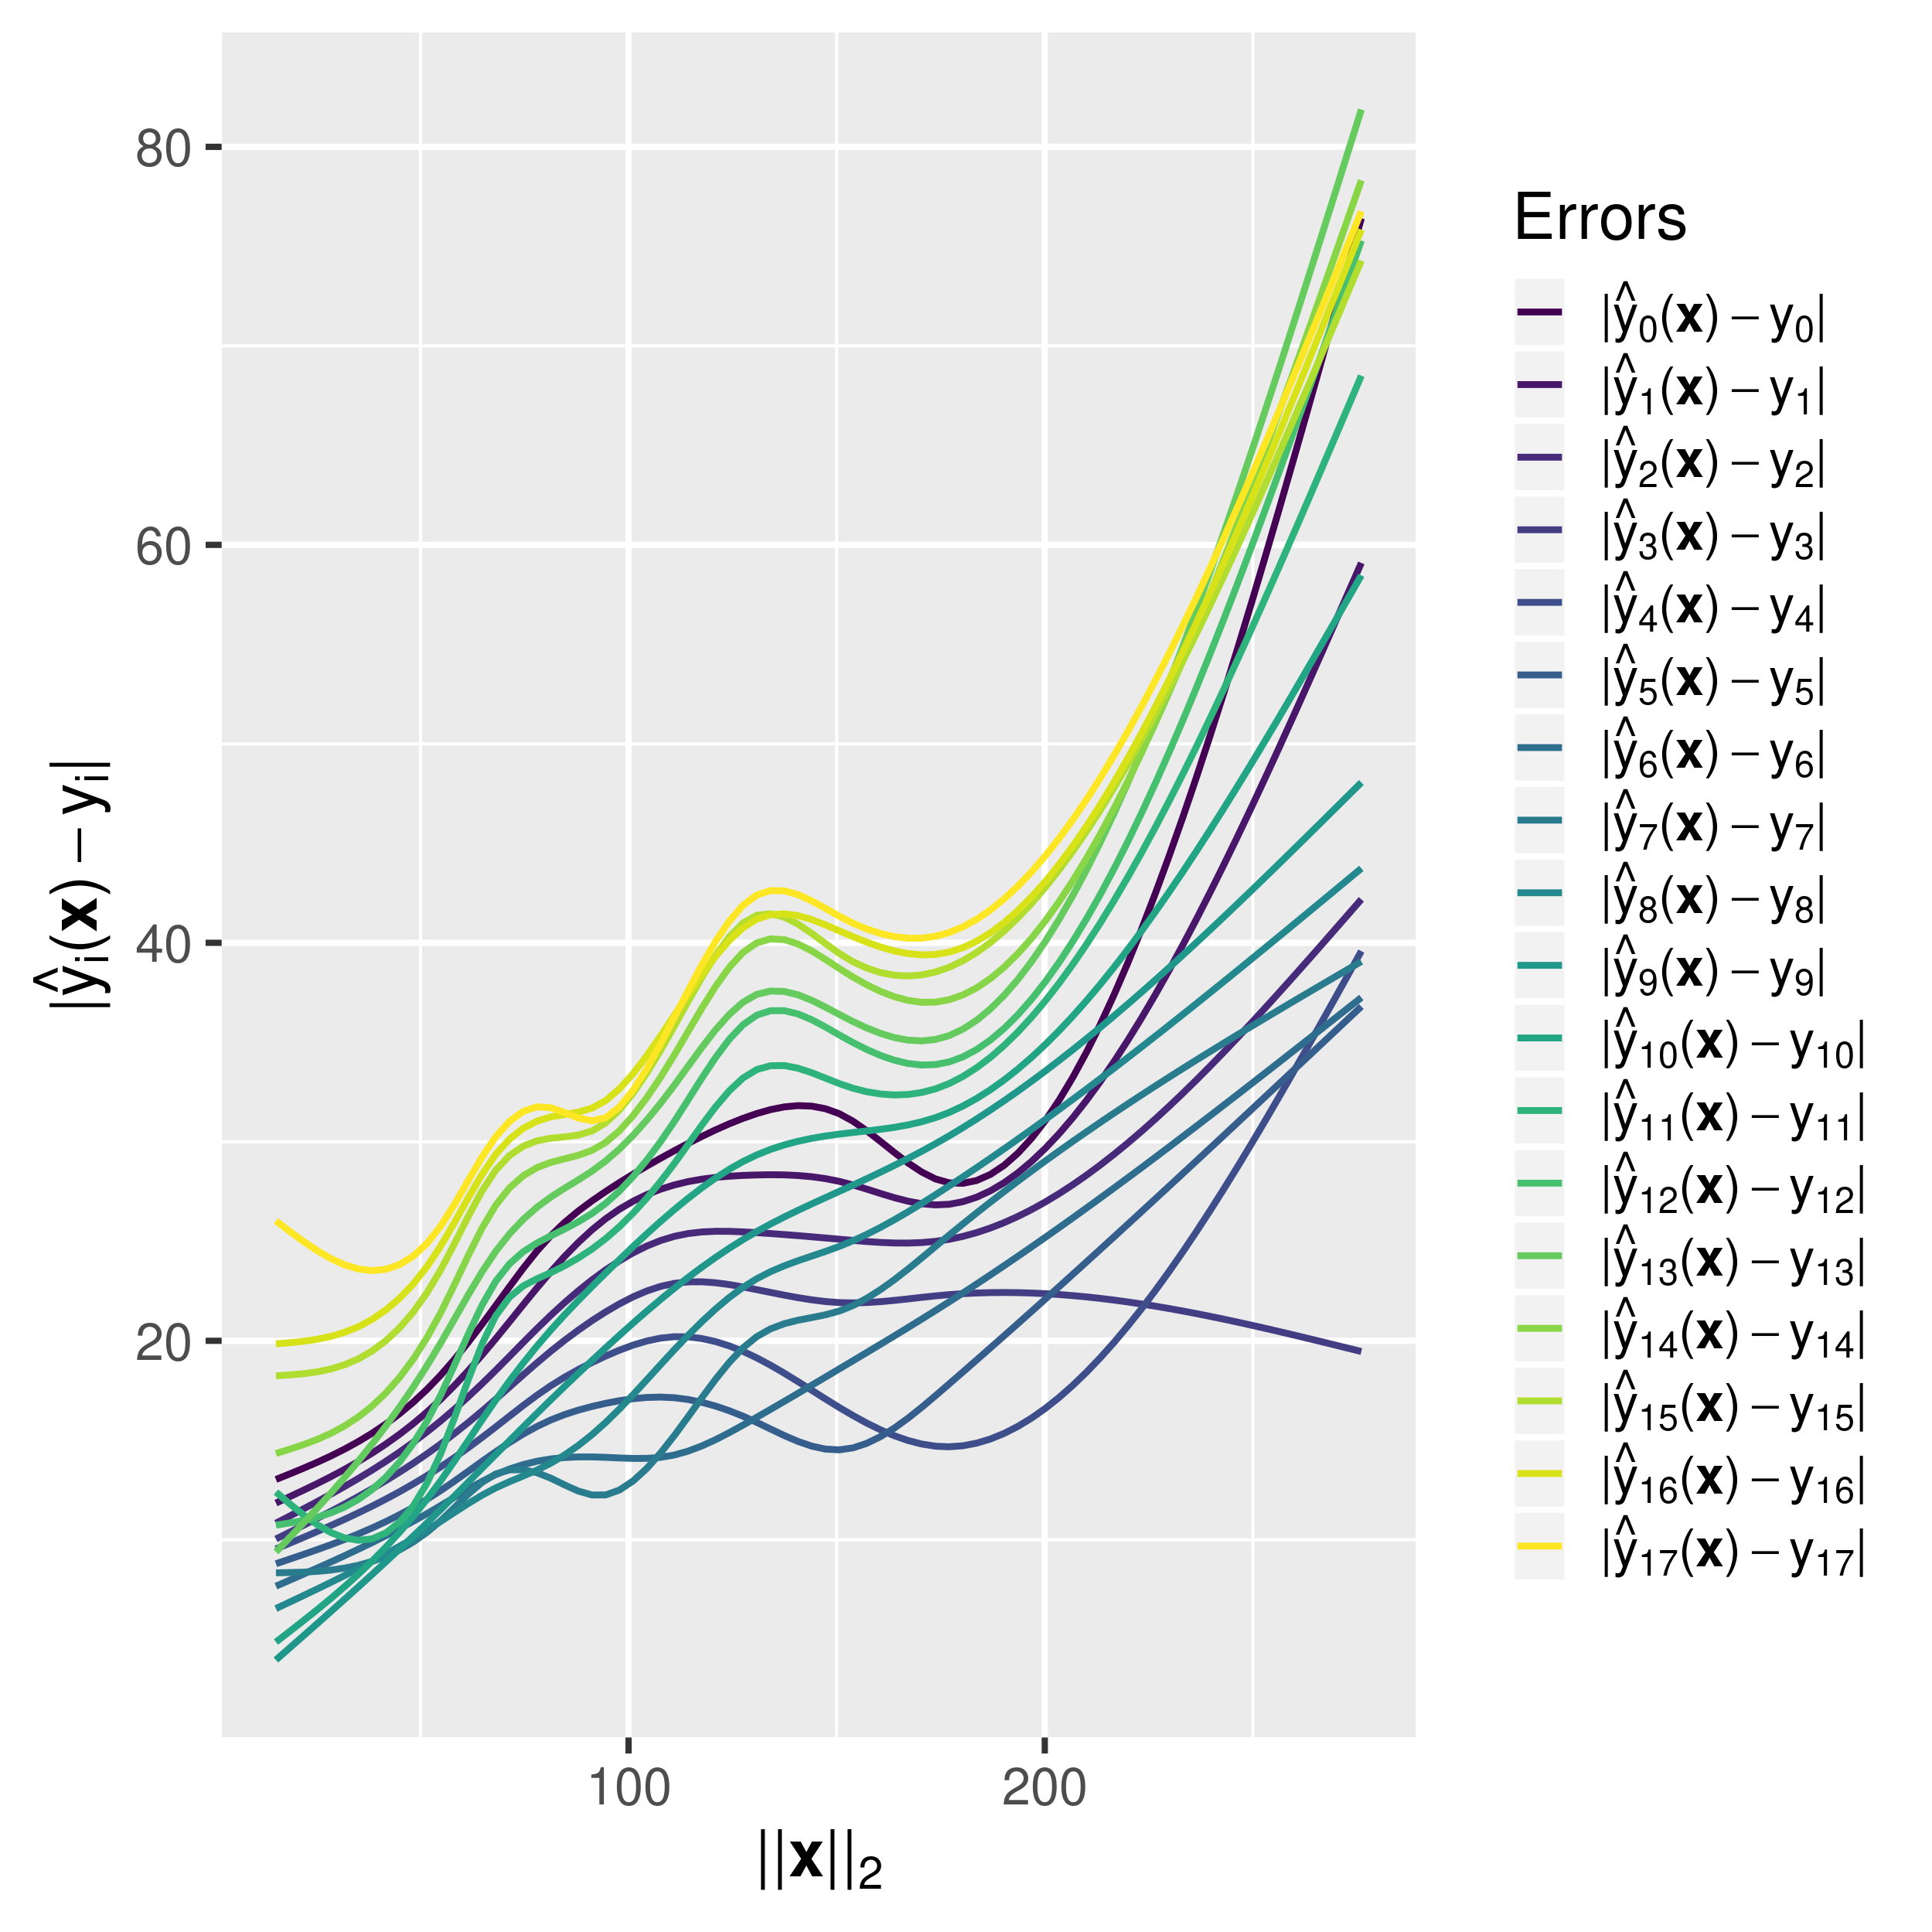 80
60
40
20
100
200
||x||₂
|ŷᵢ(x) − yᵢ|
Errors
|ŷ₀(x) − y₀|
|ŷ₁(x) − y₁|
|ŷ₂(x) − y₂|
|ŷ₃(x) − y₃|
|ŷ₄(x) − y₄|
|ŷ₅(x) − y₅|
|ŷ₆(x) − y₆|
|ŷ₇(x) − y₇|
|ŷ₈(x) − y₈|
|ŷ₉(x) − y₉|
|ŷ₁₀(x) − y₁₀|
|ŷ₁₁(x) − y₁₁|
|ŷ₁₂(x) − y₁₂|
|ŷ₁₃(x) − y₁₃|
|ŷ₁₄(x) − y₁₄|
|ŷ₁₅(x) − y₁₅|
|ŷ₁₆(x) − y₁₆|
|ŷ₁₇(x) − y₁₇|